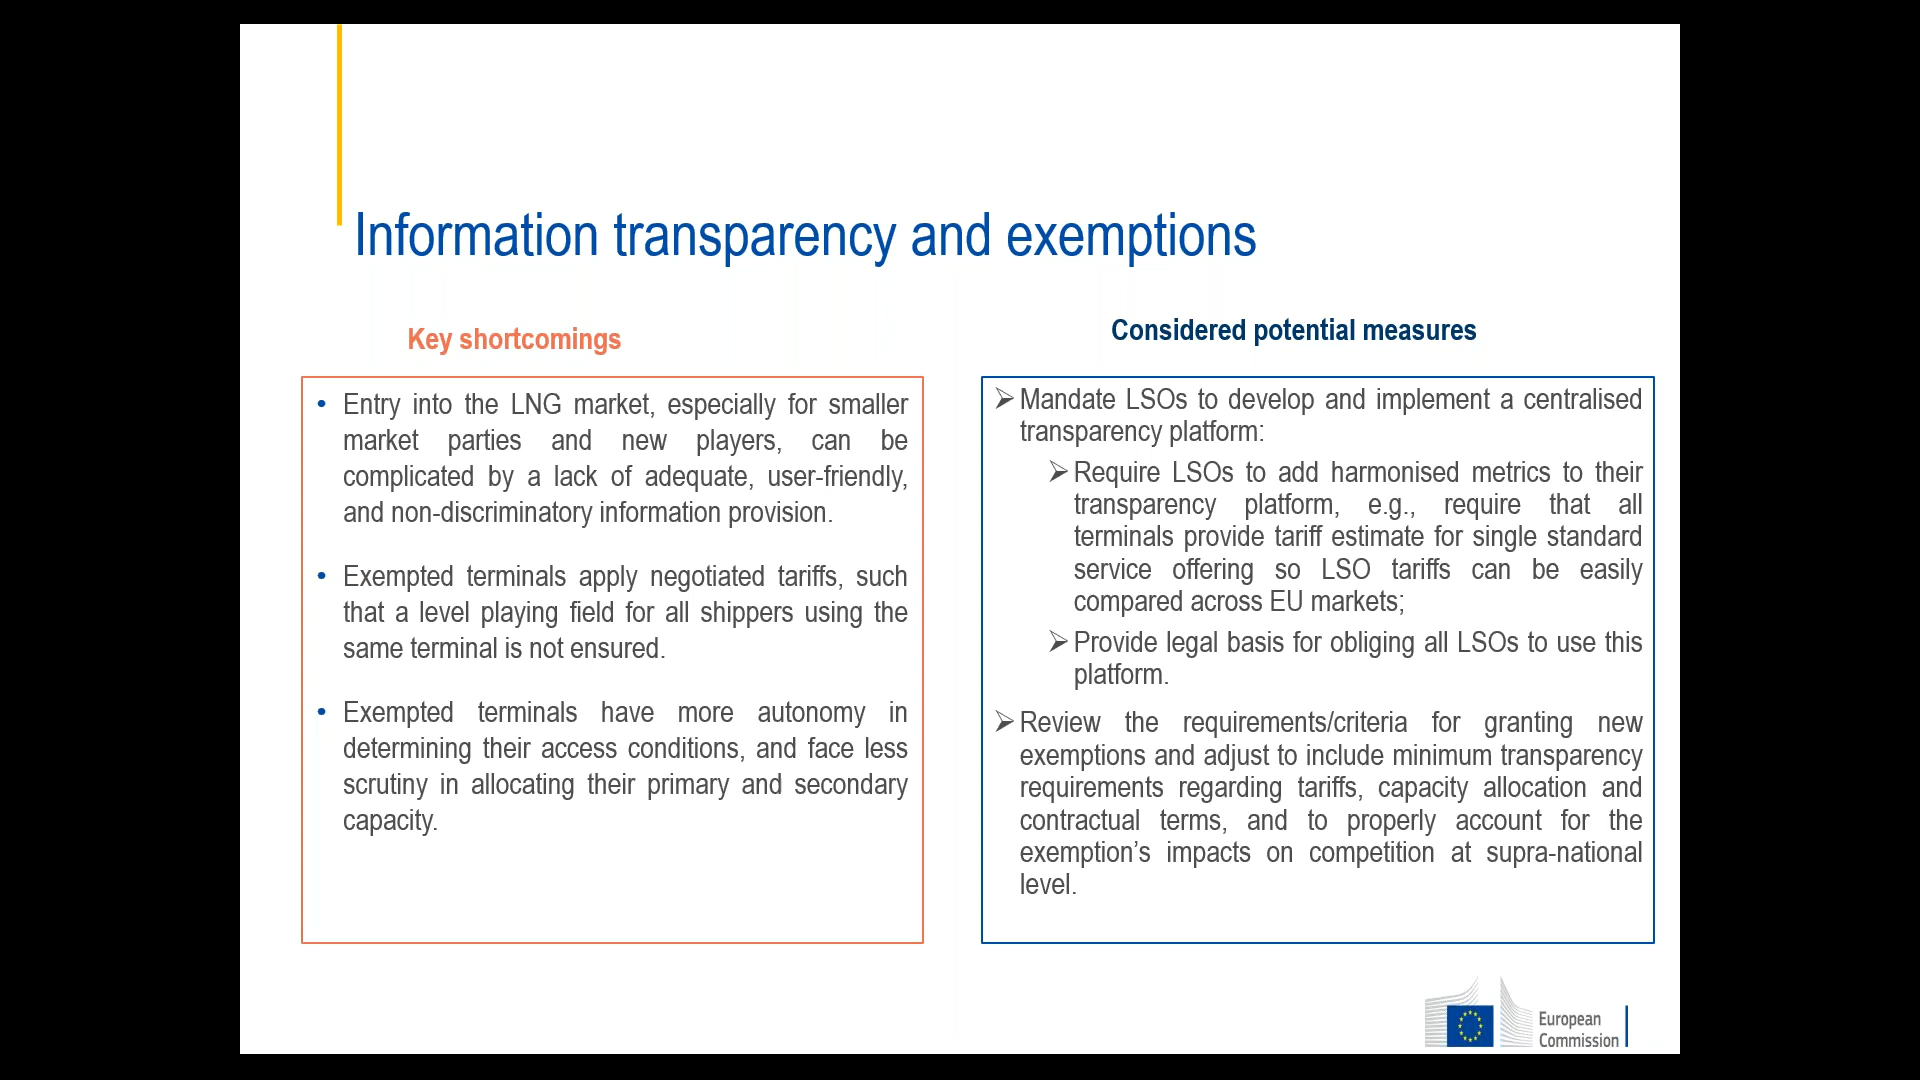 Information transparency and exemptions
Key shortcomings
• Entry into the LNG market, especially for smaller
market parties and new players, can be
complicated by a lack of adequate, user-friendly,
and non-discriminatory information provision.
• Exempted terminals apply negotiated tariffs, such
that a level playing field for all shippers using the
same terminal is not ensured.
• Exempted terminals have more autonomy in
determining their access conditions, and face less
scrutiny in allocating their primary and secondary
capacity.
Considered potential measures
➢ Mandate LSOs to develop and implement a centralised
transparency platform:
➢ Require LSOs to add harmonised metrics to their
transparency platform, e.g., require that all
terminals provide tariff estimate for single standard
service offering so LSO tariffs can be easily
compared across EU markets;
➢ Provide legal basis for obliging all LSOs to use this
platform.
➢ Review the requirements/criteria for granting new
exemptions and adjust to include minimum transparency
requirements regarding tariffs, capacity allocation and
contractual terms, and to properly account for the
exemption’s impacts on competition at supra-national
level.
European
Commission